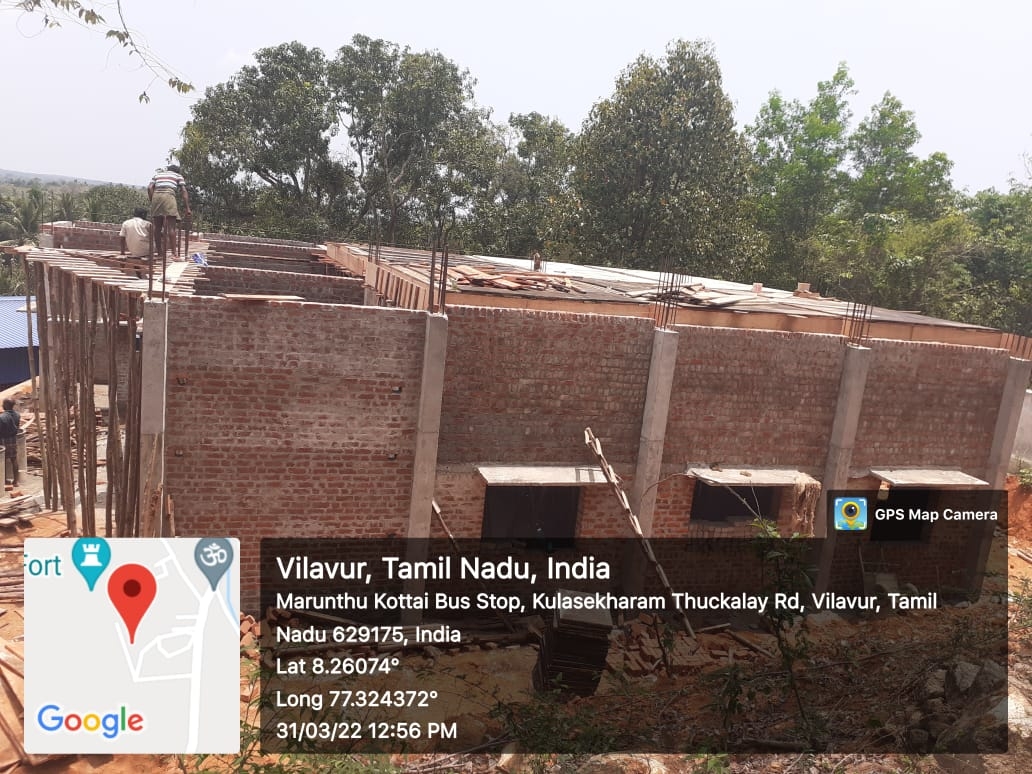 GPS Map Camera
Fort
ॐ
Google
Vilavur, Tamil Nadu, India
Marunthu Kottai Bus Stop, Kulasekharam Thuckalay Rd, Vilavur, Tamil
Nadu 629175, India
Lat 8.26074°
Long 77.324372°
31/03/22 12:56 PM